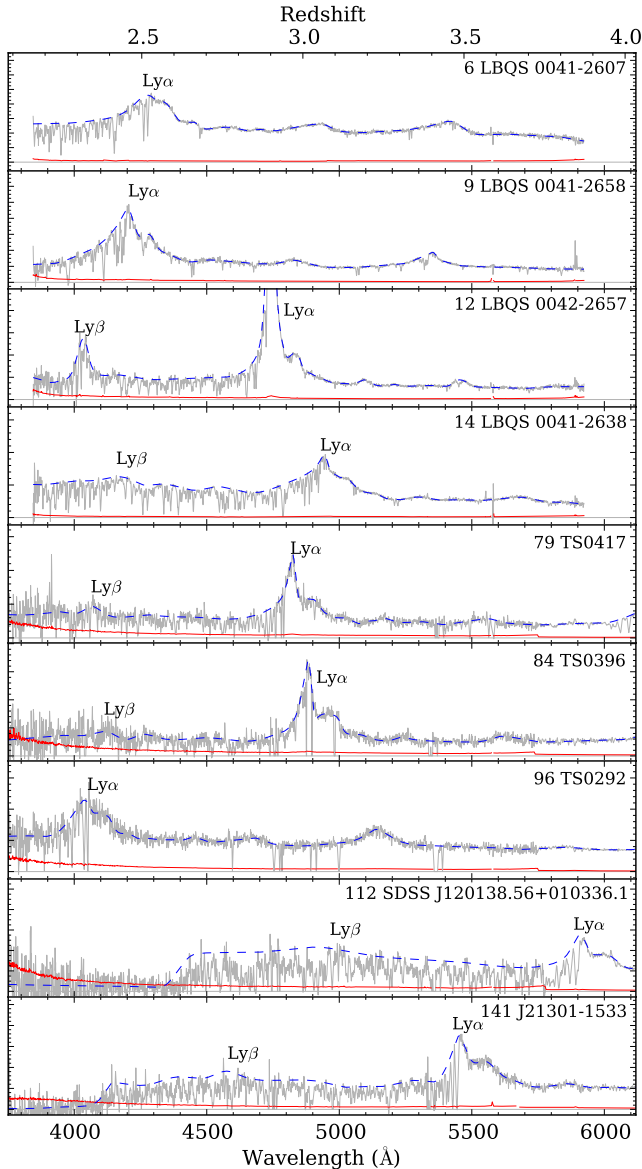 Redshift
2.5 3.0 3.5 4.0
6 LBQS 0041-2607
Lyα
9 LBQS 0041-2658
Lyα
12 LBQS 0042-2657
Lyβ Lyα
14 LBQS 0041-2638
Lyβ Lyα
79 TS0417
Lyβ Lyα
84 TS0396
Lyβ Lyα
96 TS0292
Lyα
112 SDSS J120138.56+010336.1
Lyβ Lyα
141 J21301-1533
Lyβ Lyα
4000 4500 5000 5500 6000
Wavelength (Å)